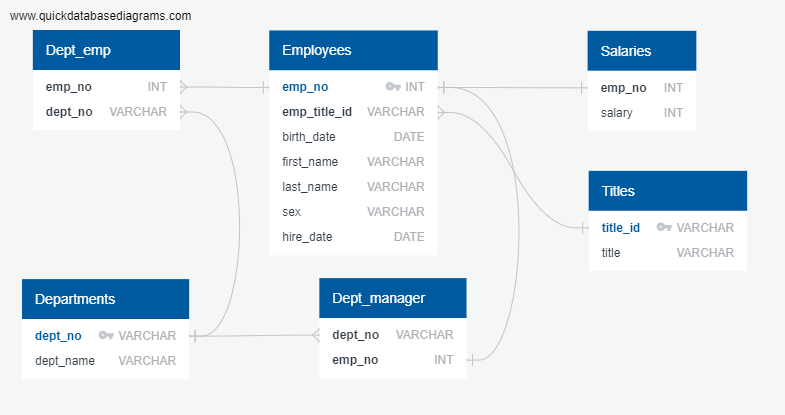 www.quickdatabasediagrams.com
Dept_emp
emp_no INT
dept_no VARCHAR
Employees
emp_no INT
emp_title_id VARCHAR
birth_date DATE
first_name VARCHAR
last_name VARCHAR
sex VARCHAR
hire_date DATE
Salaries
emp_no INT
salary INT
Titles
title_id VARCHAR
title VARCHAR
Departments
dept_no VARCHAR
dept_name VARCHAR
Dept_manager
dept_no VARCHAR
emp_no INT